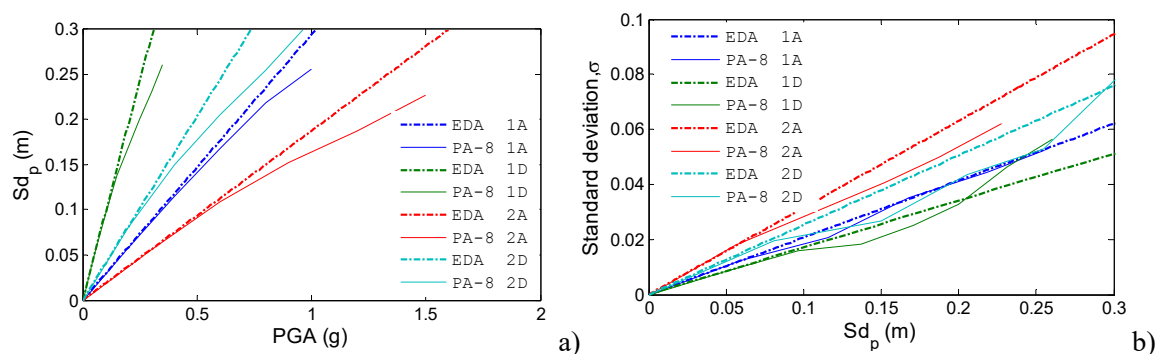 0.3
0.25
0.2
0.15
0.1
0.05
0
Sd_p (m)
0 0.5 1 1.5 2
PGA (g)
EDA 1A
PA-8 1A
EDA 1D
PA-8 1D
EDA 2A
PA-8 2A
EDA 2D
PA-8 2D
a)
0.1
0.08
0.06
0.04
0.02
0
Standard deviation,σ
EDA 1A
PA-8 1A
EDA 1D
PA-8 1D
EDA 2A
PA-8 2A
EDA 2D
PA-8 2D
0 0.05 0.1 0.15 0.2 0.25 0.3
Sd_p (m)
b)